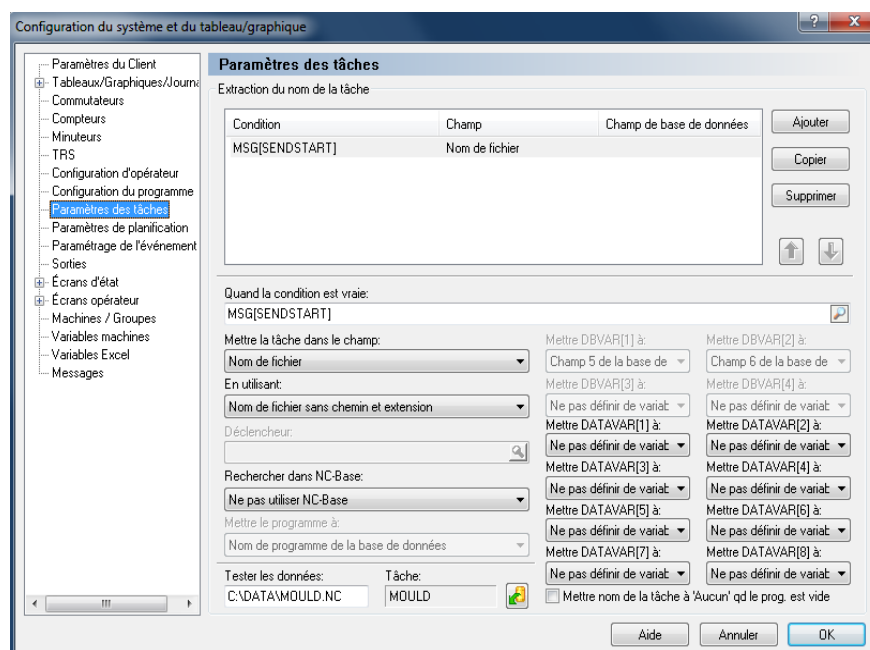 Configuration du système et du tableau/graphique
Paramètres du Client
Tableaux/Graphiques/Journa
Commutateurs
Compteurs
Minuteurs
TRS
Configuration d'opérateur
Configuration du programme
Paramètres des tâches
Paramètres de planification
Paramétrage de l'événement
Sorties
Écrans d'état
Écrans opérateur
Machines / Groupes
Variables machines
Variables Excel
Messages
Paramètres des tâches
Extraction du nom de la tâche
Condition Champ Champ de base de données
MSG[SENDSTART] Nom de fichier
Ajouter
Copier
Supprimer
Quand la condition est vraie:
MSG[SENDSTART]
Mettre la tâche dans le champ:
Nom de fichier
En utilisant:
Nom de fichier sans chemin et extension
Déclencheur:
Rechercher dans NC-Base:
Ne pas utiliser NC-Base
Mettre le programme à:
Nom de programme de la base de données
Tester les données: Tâche:
C:\DATA\MOULD.NC MOULD
Mettre DBVAR[1] à: Mettre DBVAR[2] à:
Champ 5 de la base de Champ 6 de la base de
Mettre DBVAR[3] à: Mettre DBVAR[4] à:
Ne pas définir de variat Ne pas définir de variat
Mettre DATAVAR[1] à: Mettre DATAVAR[2] à:
Ne pas définir de variat Ne pas définir de variat
Mettre DATAVAR[3] à: Mettre DATAVAR[4] à:
Ne pas définir de variat Ne pas définir de variat
Mettre DATAVAR[5] à: Mettre DATAVAR[6] à:
Ne pas définir de variat Ne pas définir de variat
Mettre DATAVAR[7] à: Mettre DATAVAR[8] à:
Ne pas définir de variat Ne pas définir de variat
Mettre nom de la tâche à 'Aucun' qd le prog. est vide
Aide Annuler OK